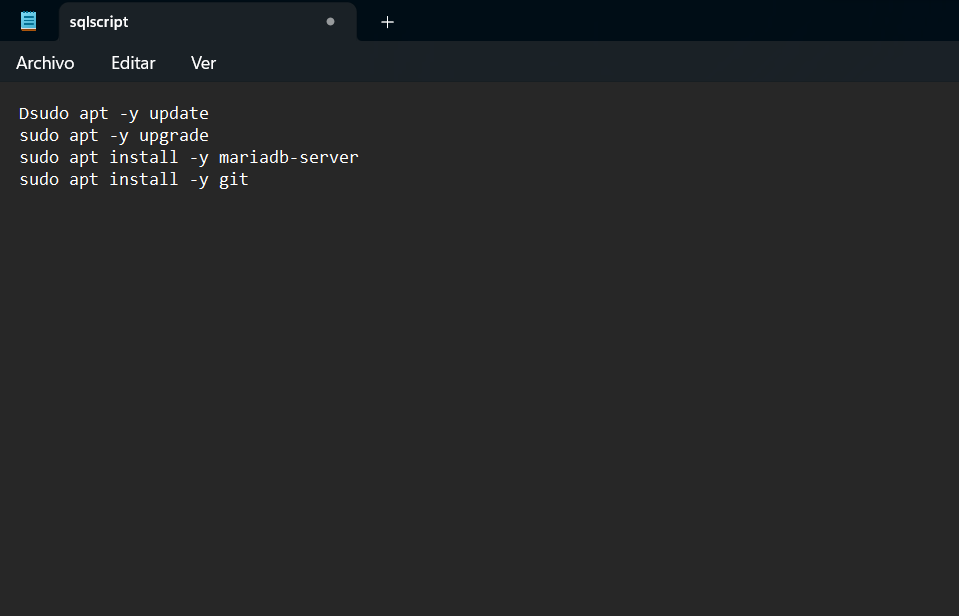 sqlscript
Archivo Editar Ver
Dsudo apt -y update
sudo apt -y upgrade
sudo apt install -y mariadb-server
sudo apt install -y git